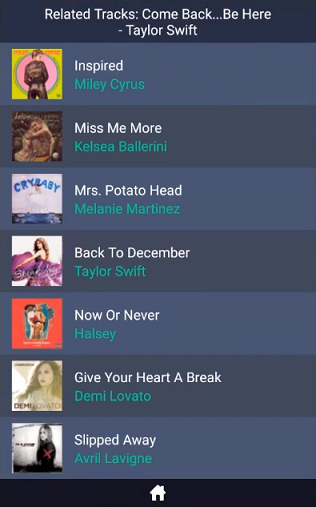 Related Tracks: Come Back...Be Here
- Taylor Swift
Inspired
Miley Cyrus
Miss Me More
Kelsea Ballerini
CRYBABY
Mrs. Potato Head
Melanie Martinez
Back To December
Taylor Swift
Now Or Never
Halsey
Give Your Heart A Break
DEMI LOVATO
Demi Lovato
Slipped Away
Avril Lavigne